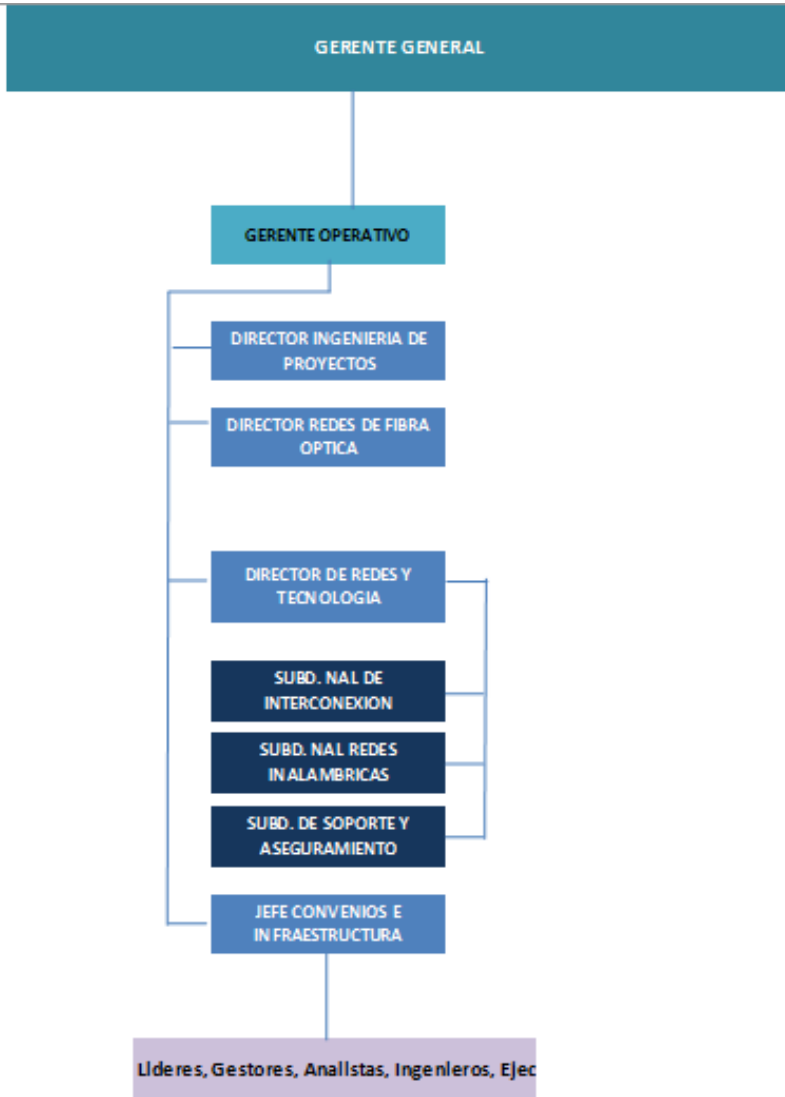 GERENTE GENERAL
GERENTE OPERATIVO
DIRECTOR INGENIERIA DE
PROYECTOS
DIRECTOR REDES DE FIBRA
OPTICA
DIRECTOR DE REDES Y
TECNOLOGIA
SUBD. NAL DE
INTERCONEXION
SUBD. NAL REDES
INALAMBRICAS
SUBD. DE SOPORTE Y
ASEGURAMIENTO
JEFE CONVENIOS E
INFRAESTRUCTURA
Lideres, Gestores, Analistas, Ingenieros, Ejec